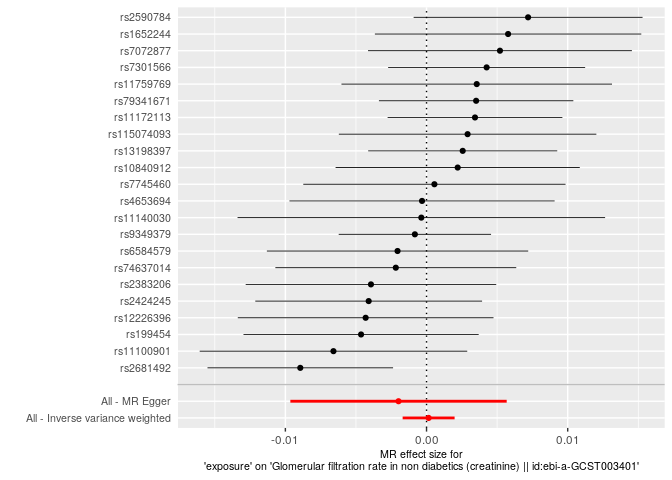 rs2590784
rs1652244
rs7072877
rs7301566
rs11759769
rs79341671
rs11172113
rs115074093
rs13198397
rs10840912
rs7745460
rs4653694
rs11140030
rs9349379
rs6584579
rs74637014
rs2383206
rs2424245
rs12226396
rs199454
rs11100901
rs2681492
All - MR Egger
All - Inverse variance weighted
-0.01 0.00 0.01
MR effect size for
'exposure' on 'Glomerular filtration rate in non diabetics (creatinine) || id:ebi-a-GCST003401'